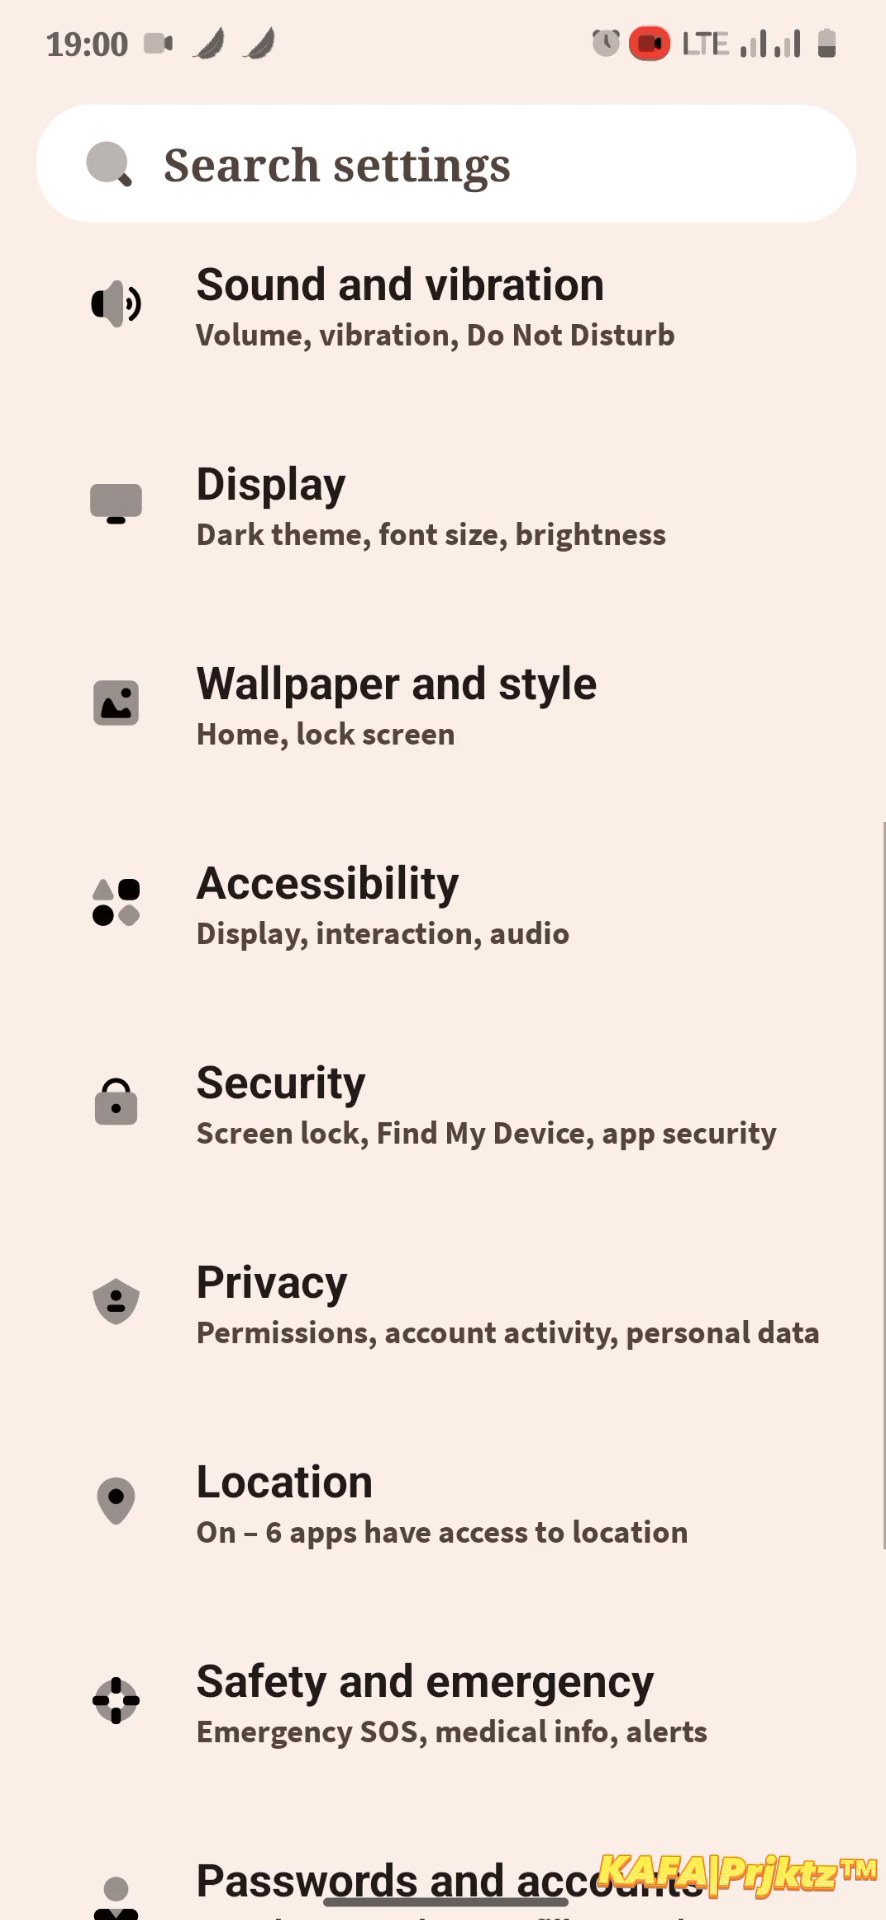 19:00
LTE
Search settings
Sound and vibration
Volume, vibration, Do Not Disturb
Display
Dark theme, font size, brightness
Wallpaper and style
Home, lock screen
Accessibility
Display, interaction, audio
Security
Screen lock, Find My Device, app security
Privacy
Permissions, account activity, personal data
Location
On – 6 apps have access to location
Safety and emergency
Emergency SOS, medical info, alerts
Passwords and accounts
KAFA|Prjktz™